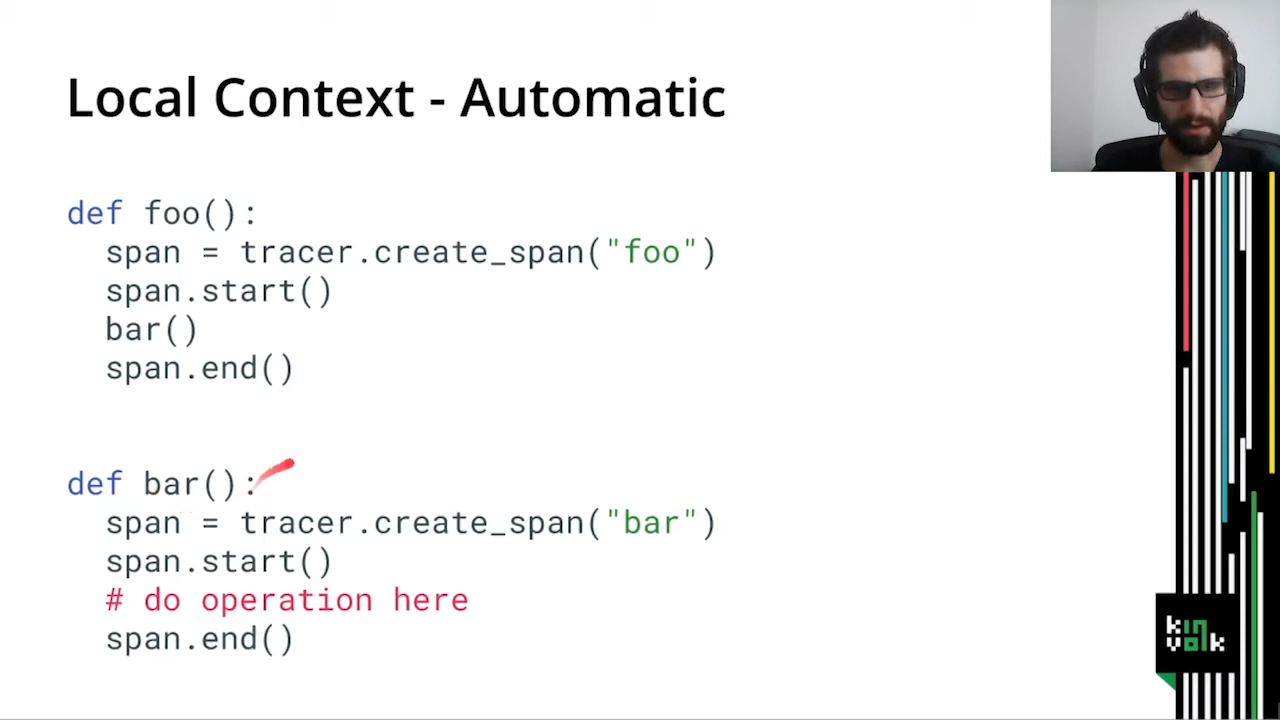 Local Context - Automatic
def foo():
span = tracer.create_span("foo")
span.start()
bar()
span.end()
def bar():
span = tracer.create_span("bar")
span.start()
# do operation here
span.end()
kin
volk